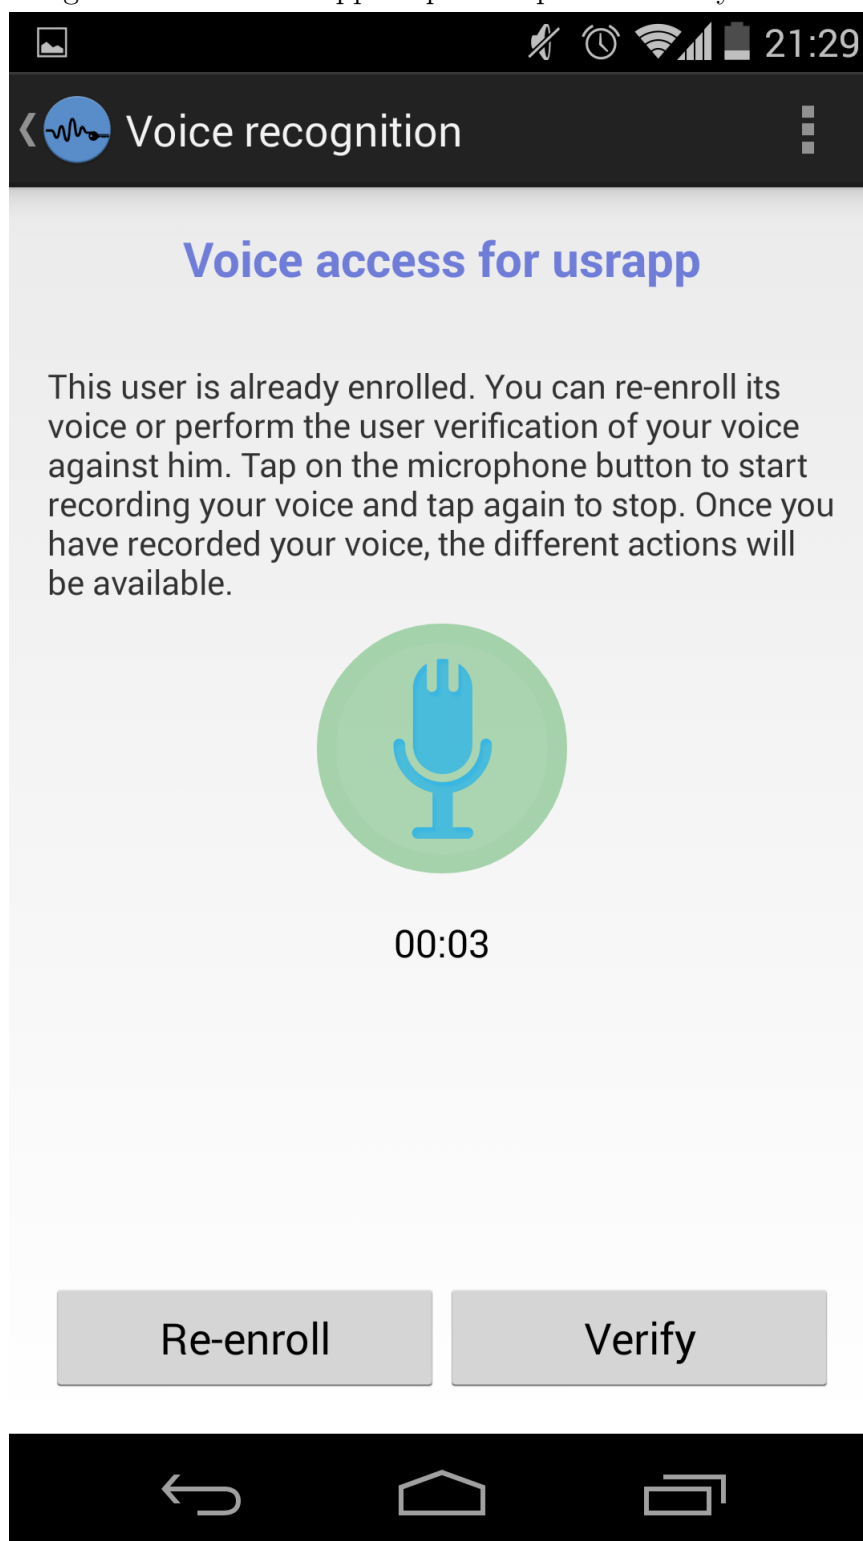 21:29
Voice recognition
Voice access for usrapp
This user is already enrolled. You can re-enroll its
voice or perform the user verification of your voice
against him. Tap on the microphone button to start
recording your voice and tap again to stop. Once you
have recorded your voice, the different actions will
be available.
00:03
Re-enroll
Verify